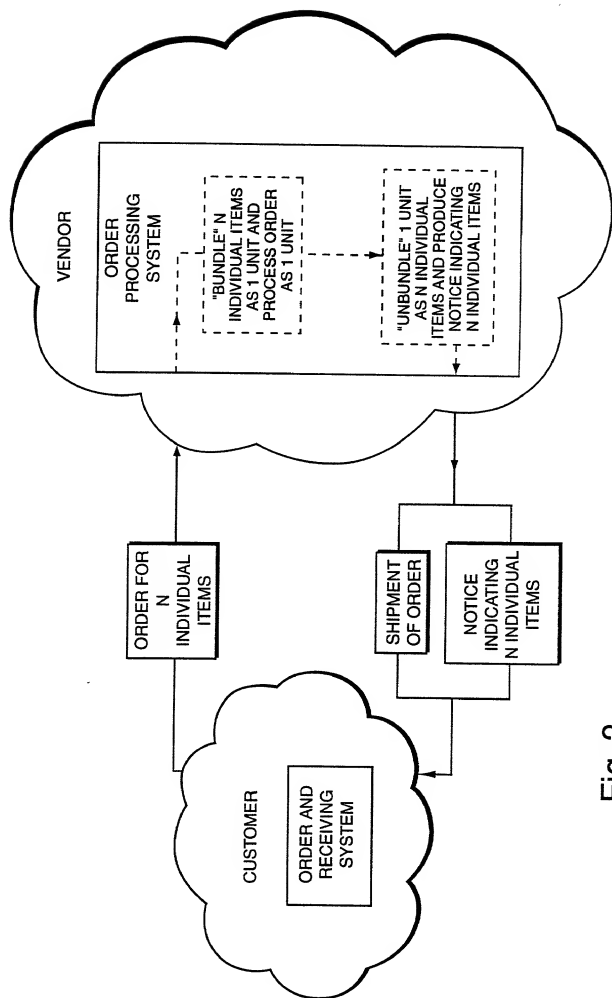 CUSTOMER
ORDER AND
RECEIVING
SYSTEM
ORDER FOR
N
INDIVIDUAL
ITEMS
SHIPMENT
OF ORDER
NOTICE
INDICATING
N INDIVIDUAL
ITEMS
VENDOR
ORDER
PROCESSING
SYSTEM
"BUNDLE" N
INDIVIDUAL ITEMS
AS 1 UNIT AND
PROCESS ORDER
AS 1 UNIT
"UNBUNDLE" 1 UNIT
AS N INDIVIDUAL
ITEMS AND PRODUCE
NOTICE INDICATING
N INDIVIDUAL ITEMS
Fig.